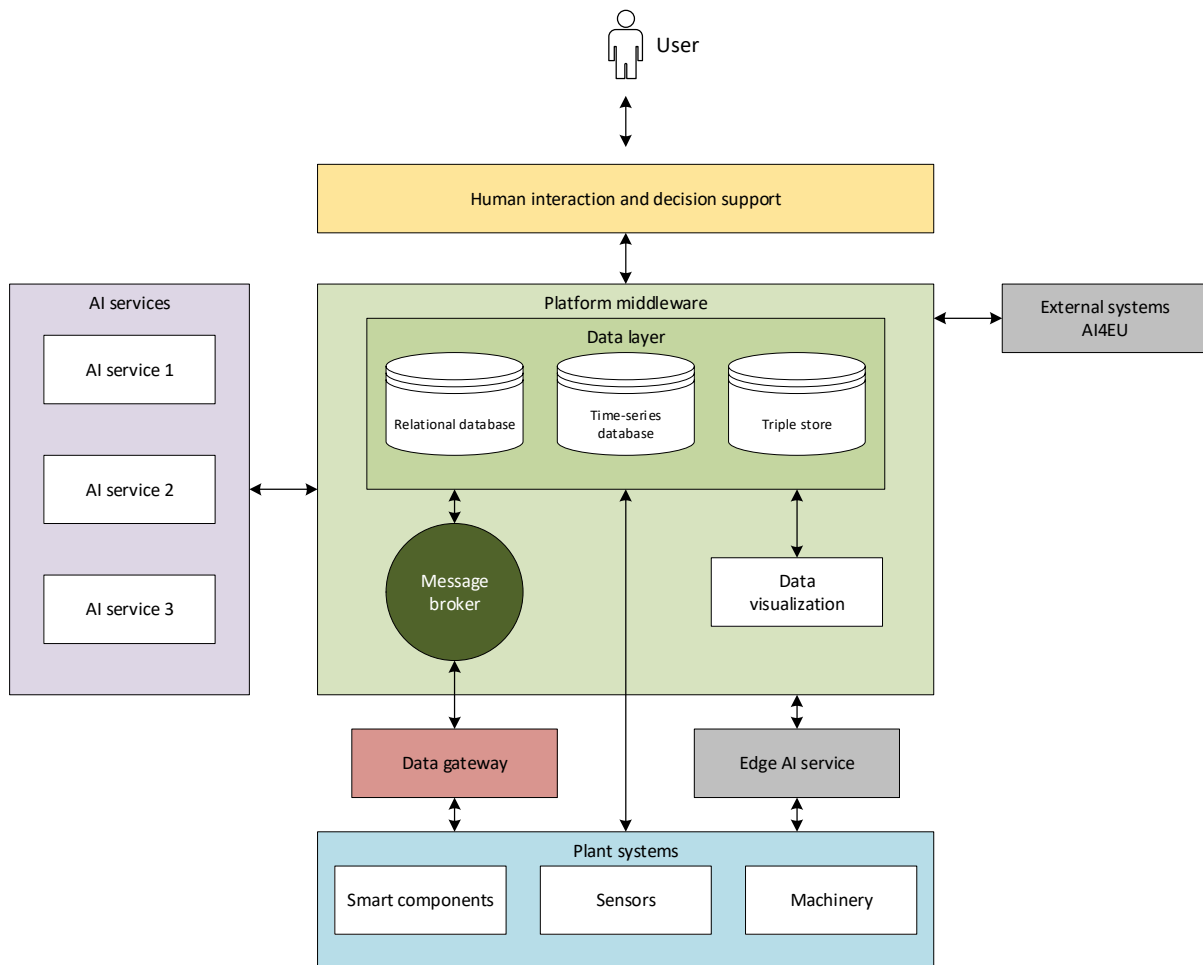 User
Human interaction and decision support
AI services
AI service 1
AI service 2
AI service 3
Platform middleware
Data layer
Relational database
Time-series
database
Triple store
Message
broker
Data
visualization
External systems
AI4EU
Data gateway
Edge AI service
Plant systems
Smart components
Sensors
Machinery